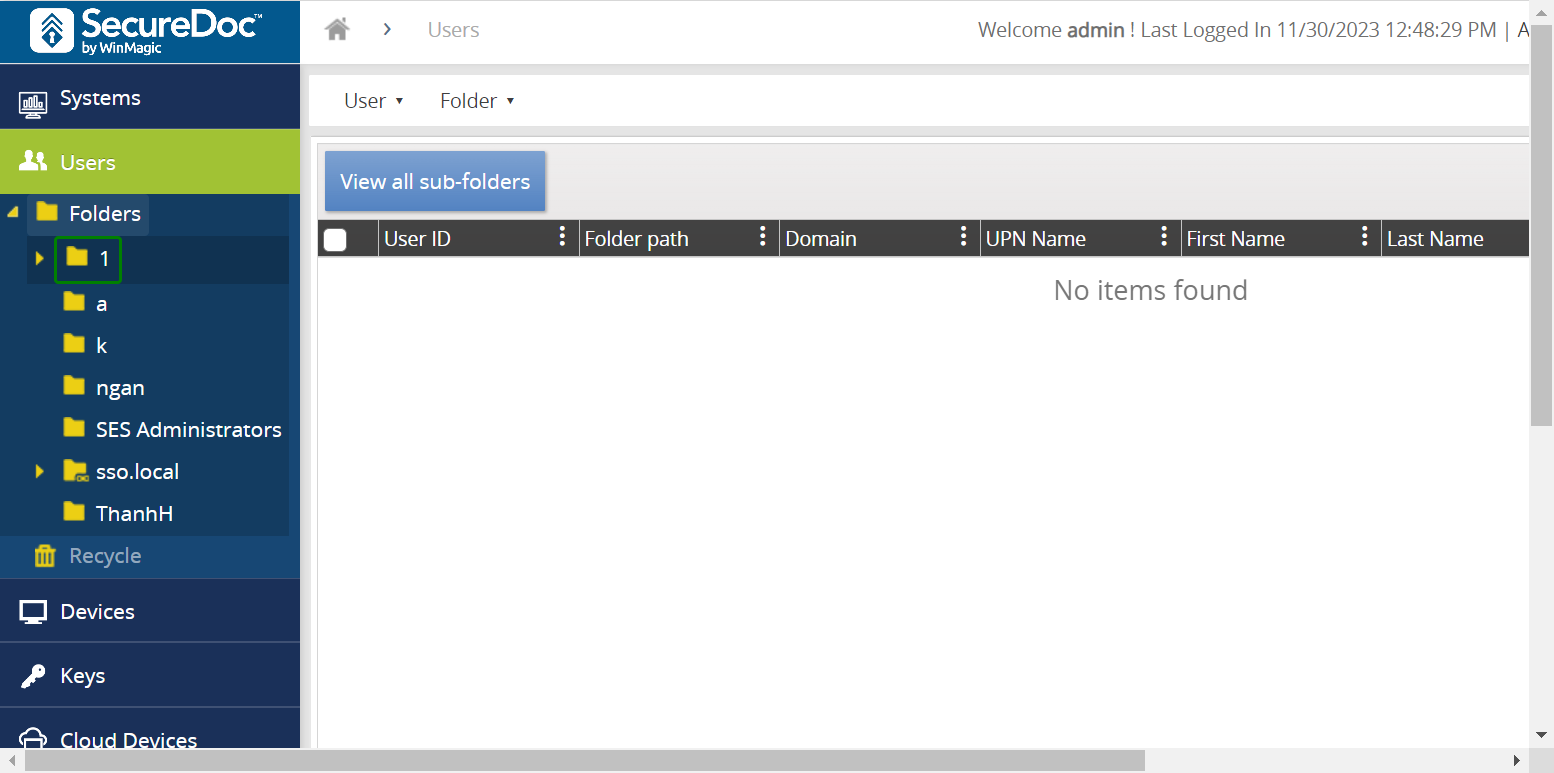 SecureDoc™
by WinMagic
Users
Welcome admin ! Last Logged In 11/30/2023 12:48:29 PM | A
Systems
Users
Folders
1
a
k
ngan
SES Administrators
sso.local
ThanhH
Recycle
Devices
Keys
Cloud Devices
User
Folder
View all sub-folders
User ID
Folder path
Domain
UPN Name
First Name
Last Name
No items found